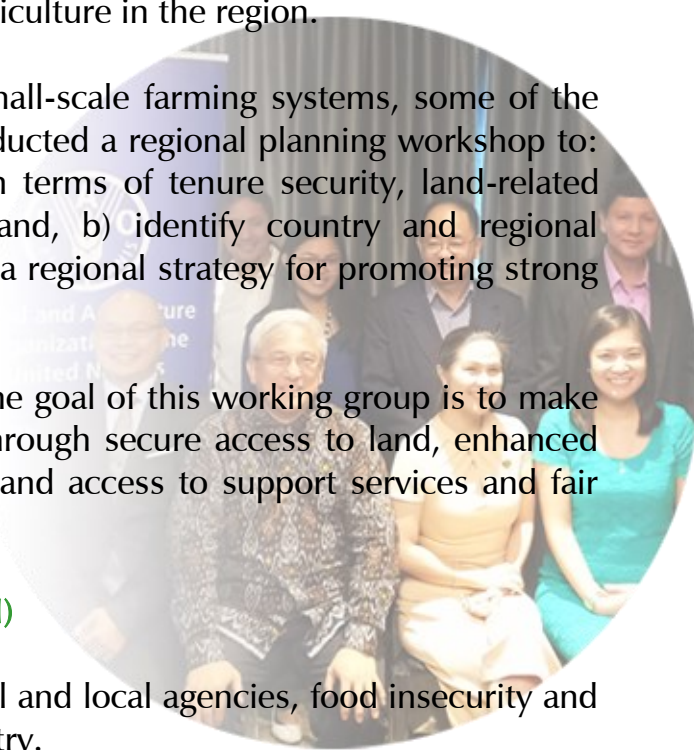 iculture in the region.
nall-scale farming systems, some of the
ducted a regional planning workshop to:
n terms of tenure security, land-related
and, b) identify country and regional
a regional strategy for promoting strong
ne goal of this working group is to make
hrough secure access to land, enhanced
and access to support services and fair
l)
l and local agencies, food insecurity and
try.